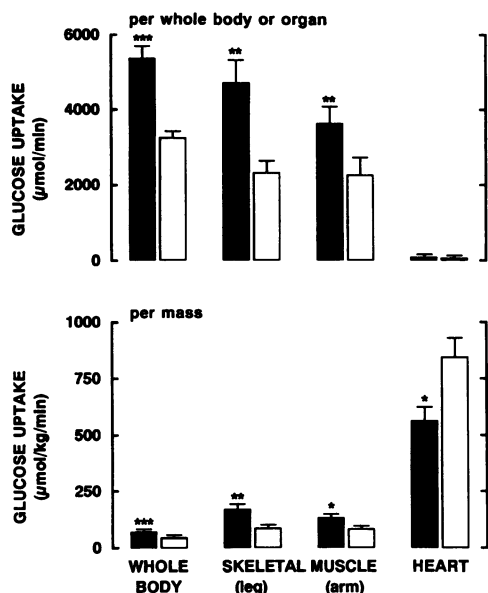 per whole body or organ
6000
4000
2000
0
GLUCOSE UPTAKE
(µmol/min)
***
**
**
per mass
1000
750
500
250
0
GLUCOSE UPTAKE
(µmol/kg/min)
***
**
*
*
WHOLE BODY
SKELETAL (leg)
MUSCLE (arm)
HEART